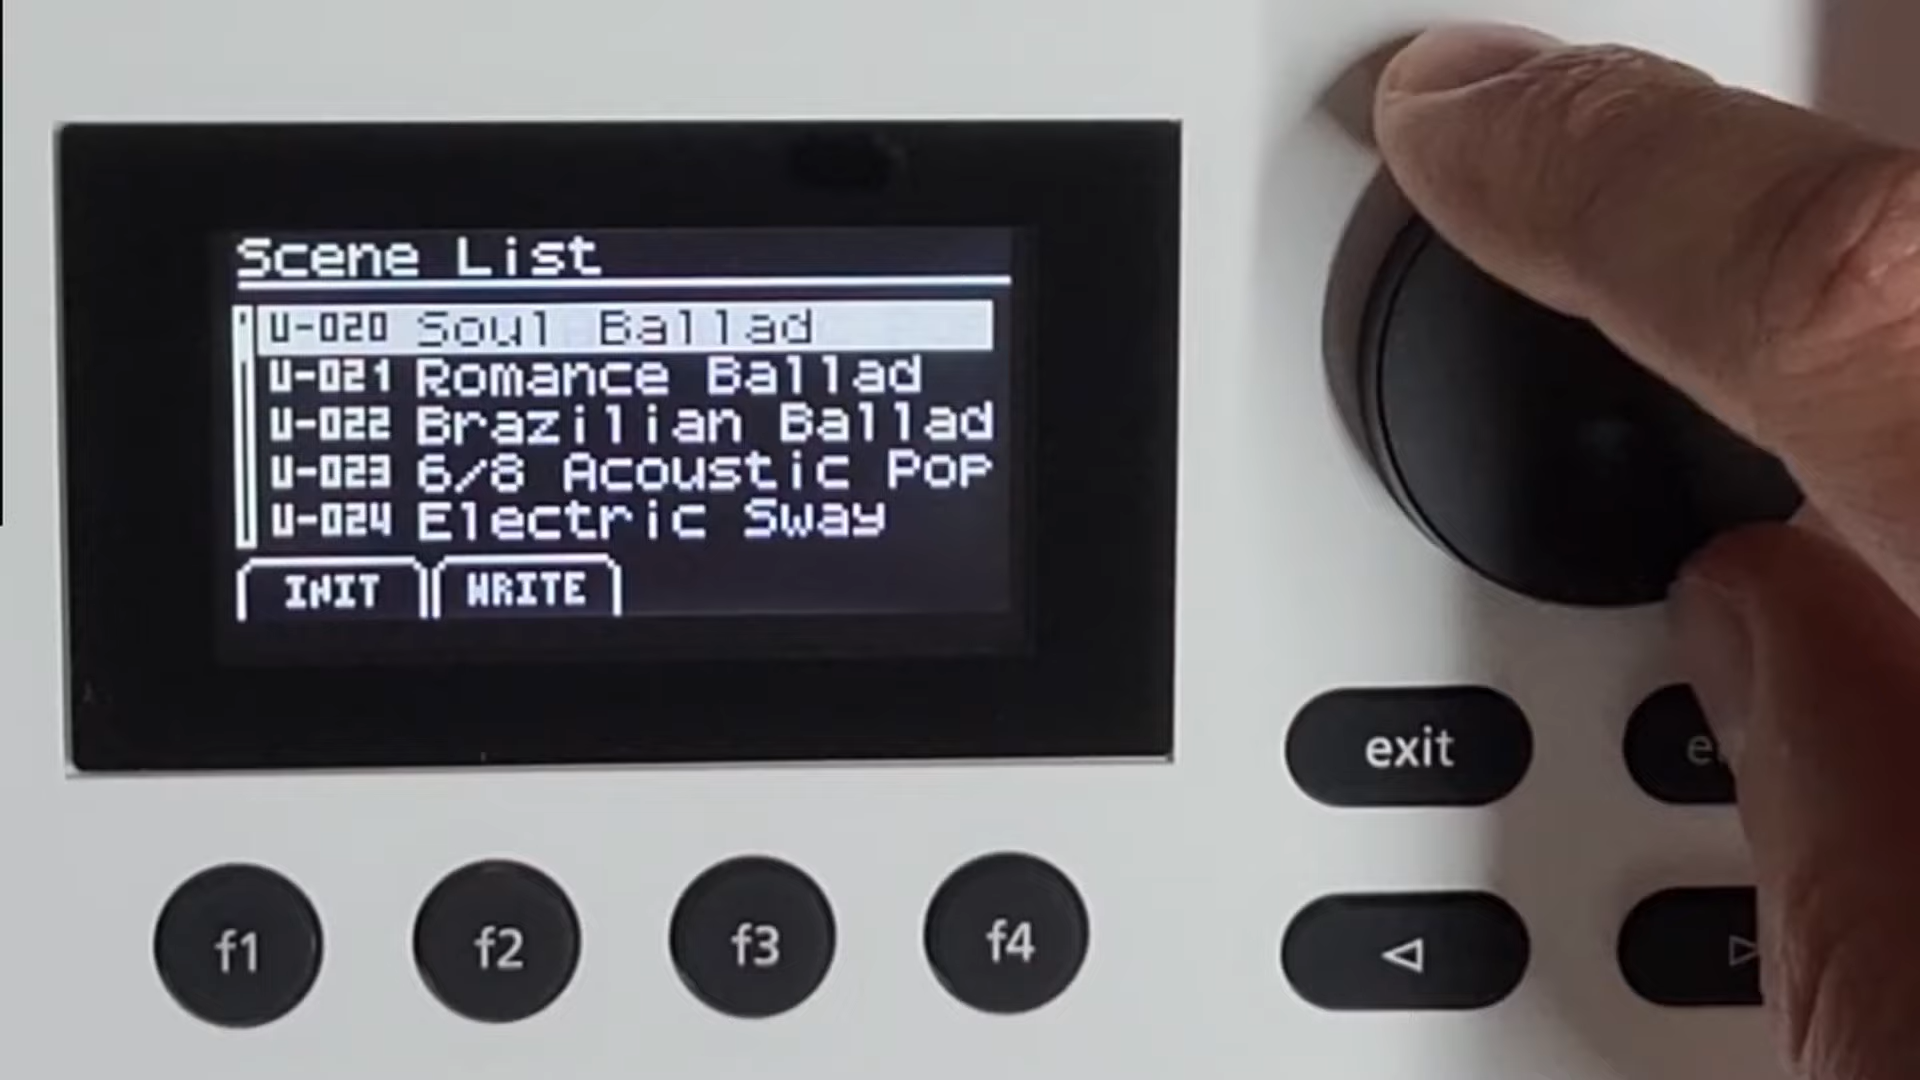 Scene List
U-020 Soul Ballad
U-021 Romance Ballad
U-022 Brazilian Ballad
U-023 6/8 Acoustic Pop
U-024 Electric Sway
INIT WRITE
exit
f1 f2 f3 f4